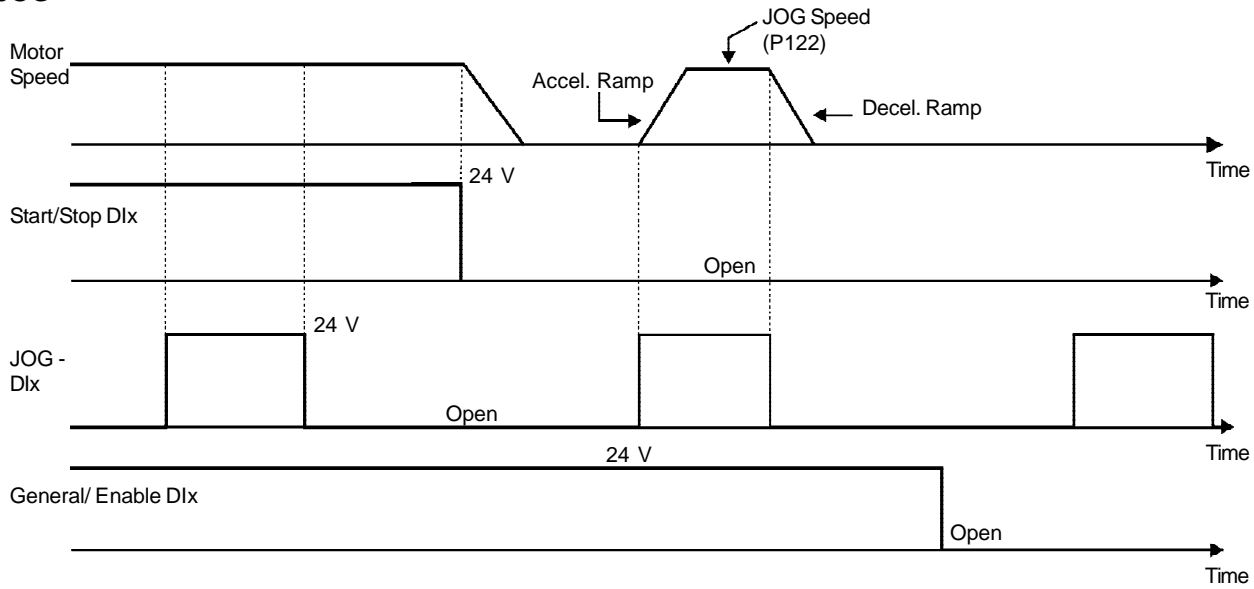 JOG Speed
(P122)
Motor
Speed
Accel. Ramp
Decel. Ramp
Time
24 V
Start/Stop DIx
Open
Time
24 V
JOG -
DIx
Open
Time
24 V
General/ Enable DIx
Open
Time